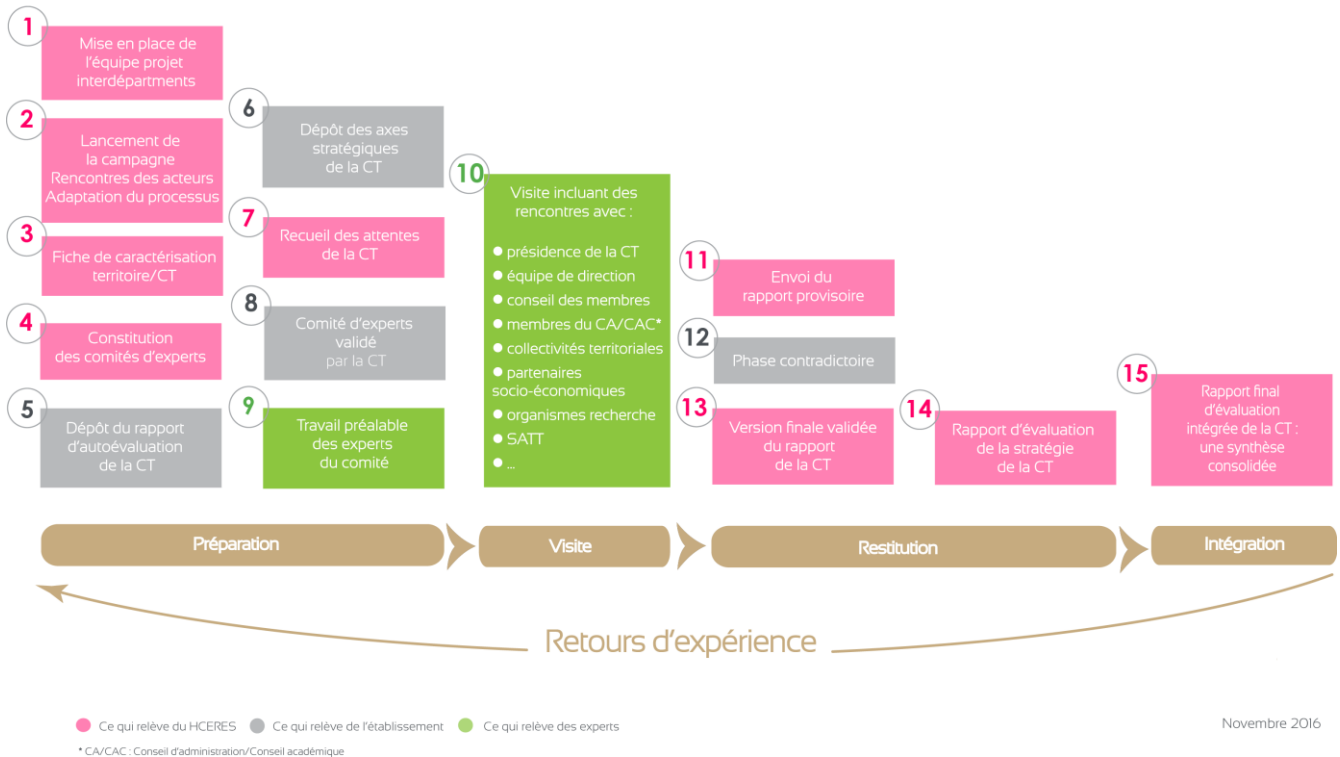 1
Mise en place de
l'équipe projet
interdépartments
2
Lancement de
la campagne
Rencontres des acteurs
Adaptation du processus
3
Fiche de caractérisation
territoire/CT
4
Constitution
des comités d'experts
5
Dépôt du rapport
d'autoévaluation
de la CT
6
Dépôt des axes
stratégiques
de la CT
7
Recueil des attentes
de la CT
8
Comité d'experts
validé
par la CT
9
Travail préalable
des experts
du comité
10
Visite incluant des
rencontres avec :
● présidence de la CT
● équipe de direction
● conseil des membres
● membres du CA/CAC*
● collectivités territoriales
● partenaires
socio-économiques
● organismes recherche
● SATT
● ...
11
Envoi du
rapport provisoire
12
Phase contradictoire
13
Version finale validée
du rapport
de la CT
14
Rapport d'évaluation
de la stratégie
de la CT
15
Rapport final
d'évaluation
intégrée de la CT :
une synthèse
consolidée
Préparation
Visite
Restitution
Intégration
Retours d'expérience
Ce qui relève du HCERES
Ce qui relève de l'établissement
Ce qui relève des experts
Novembre 2016
* CA/CAC : Conseil d'administration/Conseil académique